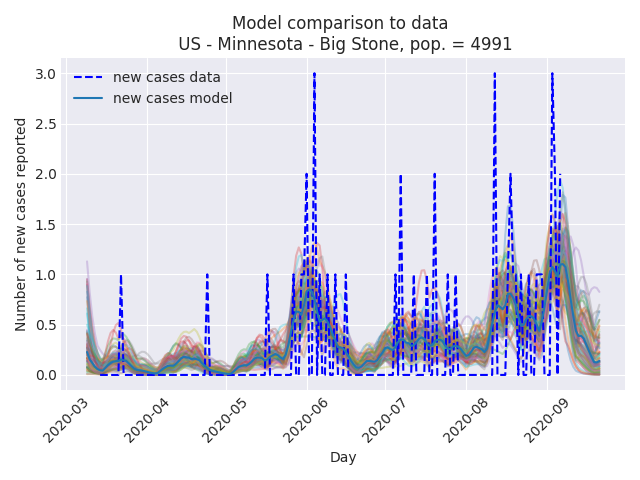 Model comparison to data
US - Minnesota - Big Stone, pop. = 4991
new cases data
new cases model
Number of new cases reported
3.0
2.5
2.0
1.5
1.0
0.5
0.0
2020-03
2020-04
2020-05
2020-06
2020-07
2020-08
2020-09
Day